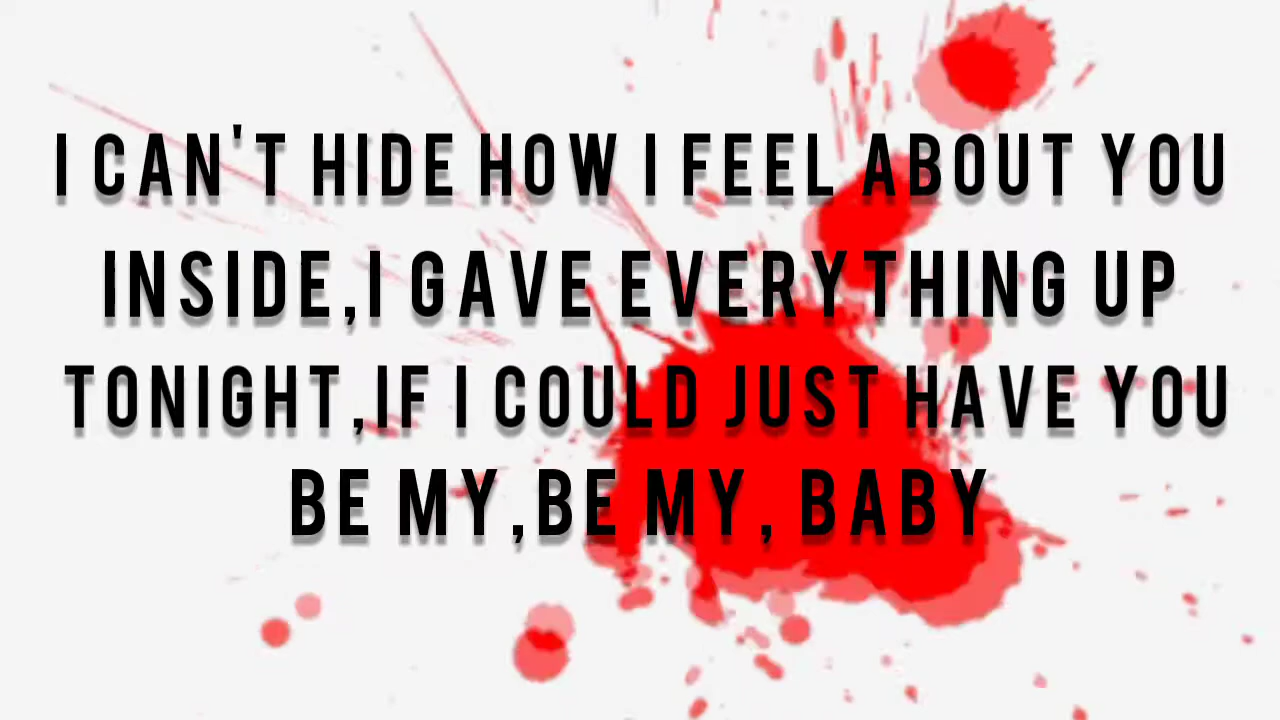 I CAN'T HIDE HOW I FEEL ABOUT YOU
INSIDE,I GAVE EVERYTHING UP
TONIGHT,IF I COULD JUST HAVE YOU
BE MY,BE MY, BABY